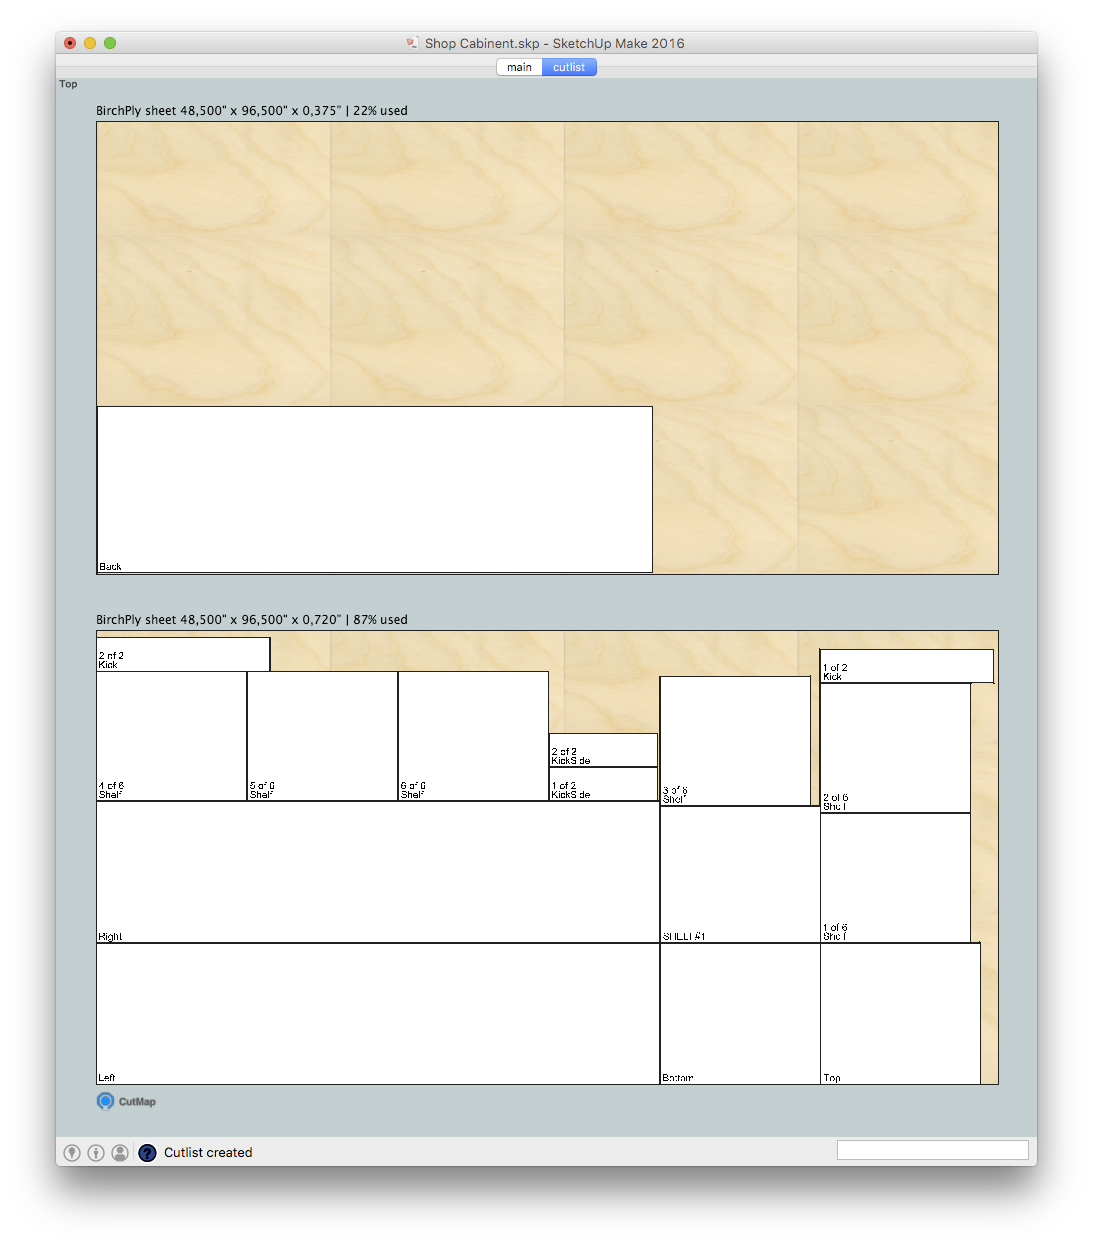 Shop Cabinent.skp - SketchUp Make 2016
main cutlist
Top
BirchPly sheet 48,500" x 96,500" x 0,375" | 22% used
Back
BirchPly sheet 48,500" x 96,500" x 0,720" | 87% used
2 of 2
Kick
1 of 2
Kick
2 of 2
KickSide
4 of 6
Shelf
5 of 6
Shelf
6 of 6
Shelf
1 of 2
KickSide
3 of 6
Shelf
2 of 6
Shelf
Right
#1
1 of 6
Shelf
Left
Bottom
Top
CutMap
? Cutlist created